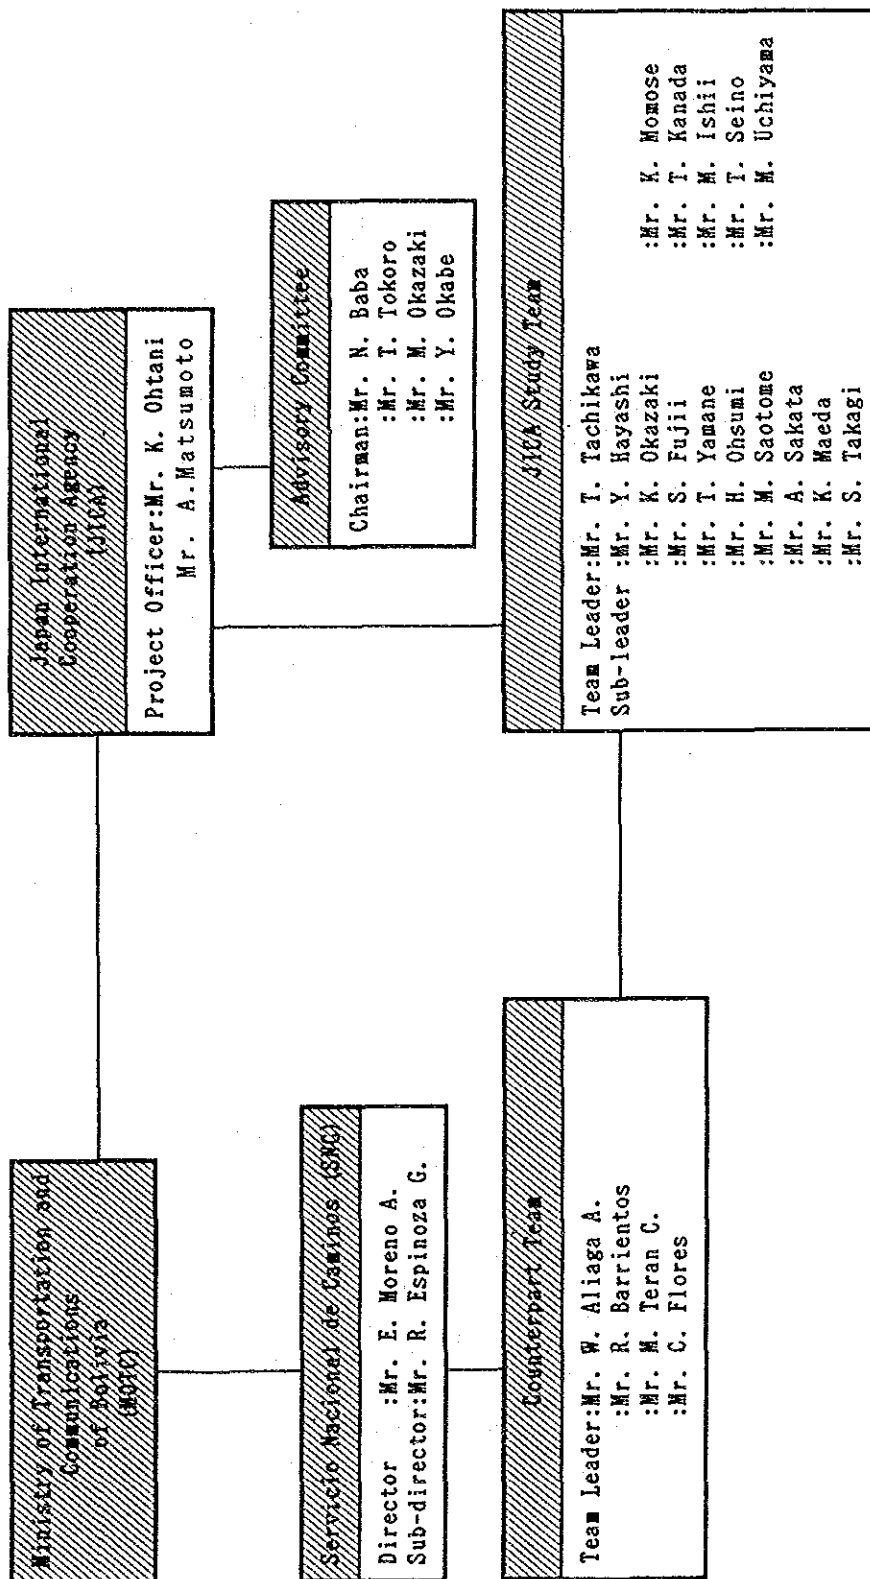 Ministry of Transportation and
Communications
of Bolivia
(MOTC)
Servicio Nacional de Caminos (SNC)
Director :Mr. E. Moreno A.
Sub-director:Mr. R. Espinoza G.
Counterpart Team
Team Leader:Mr. W. Aliaga A.
:Mr. R. Barrientos
:Mr. M. Teran C.
:Mr. C. Flores
Japan International
Cooperation Agency
(JICA)
Project Officer:Mr. K. Ohtani
Mr. A.Matsumoto
Advisory Committee
Chairman:Mr. N. Baba
:Mr. T. Tokoro
:Mr. M. Okazaki
:Mr. Y. Okabe
JICA Study Team
Team Leader:Mr. T. Tachikawa
Sub-leader :Mr. Y. Hayashi
:Mr. K. Okazaki :Mr. K. Momose
:Mr. S. Fujii :Mr. T. Kanada
:Mr. T. Yamane :Mr. M. Ishii
:Mr. H. Ohsumi :Mr. T. Seino
:Mr. M. Saotome :Mr. M. Uchiyama
:Mr. A. Sakata
:Mr. K. Maeda
:Mr. S. Takagi